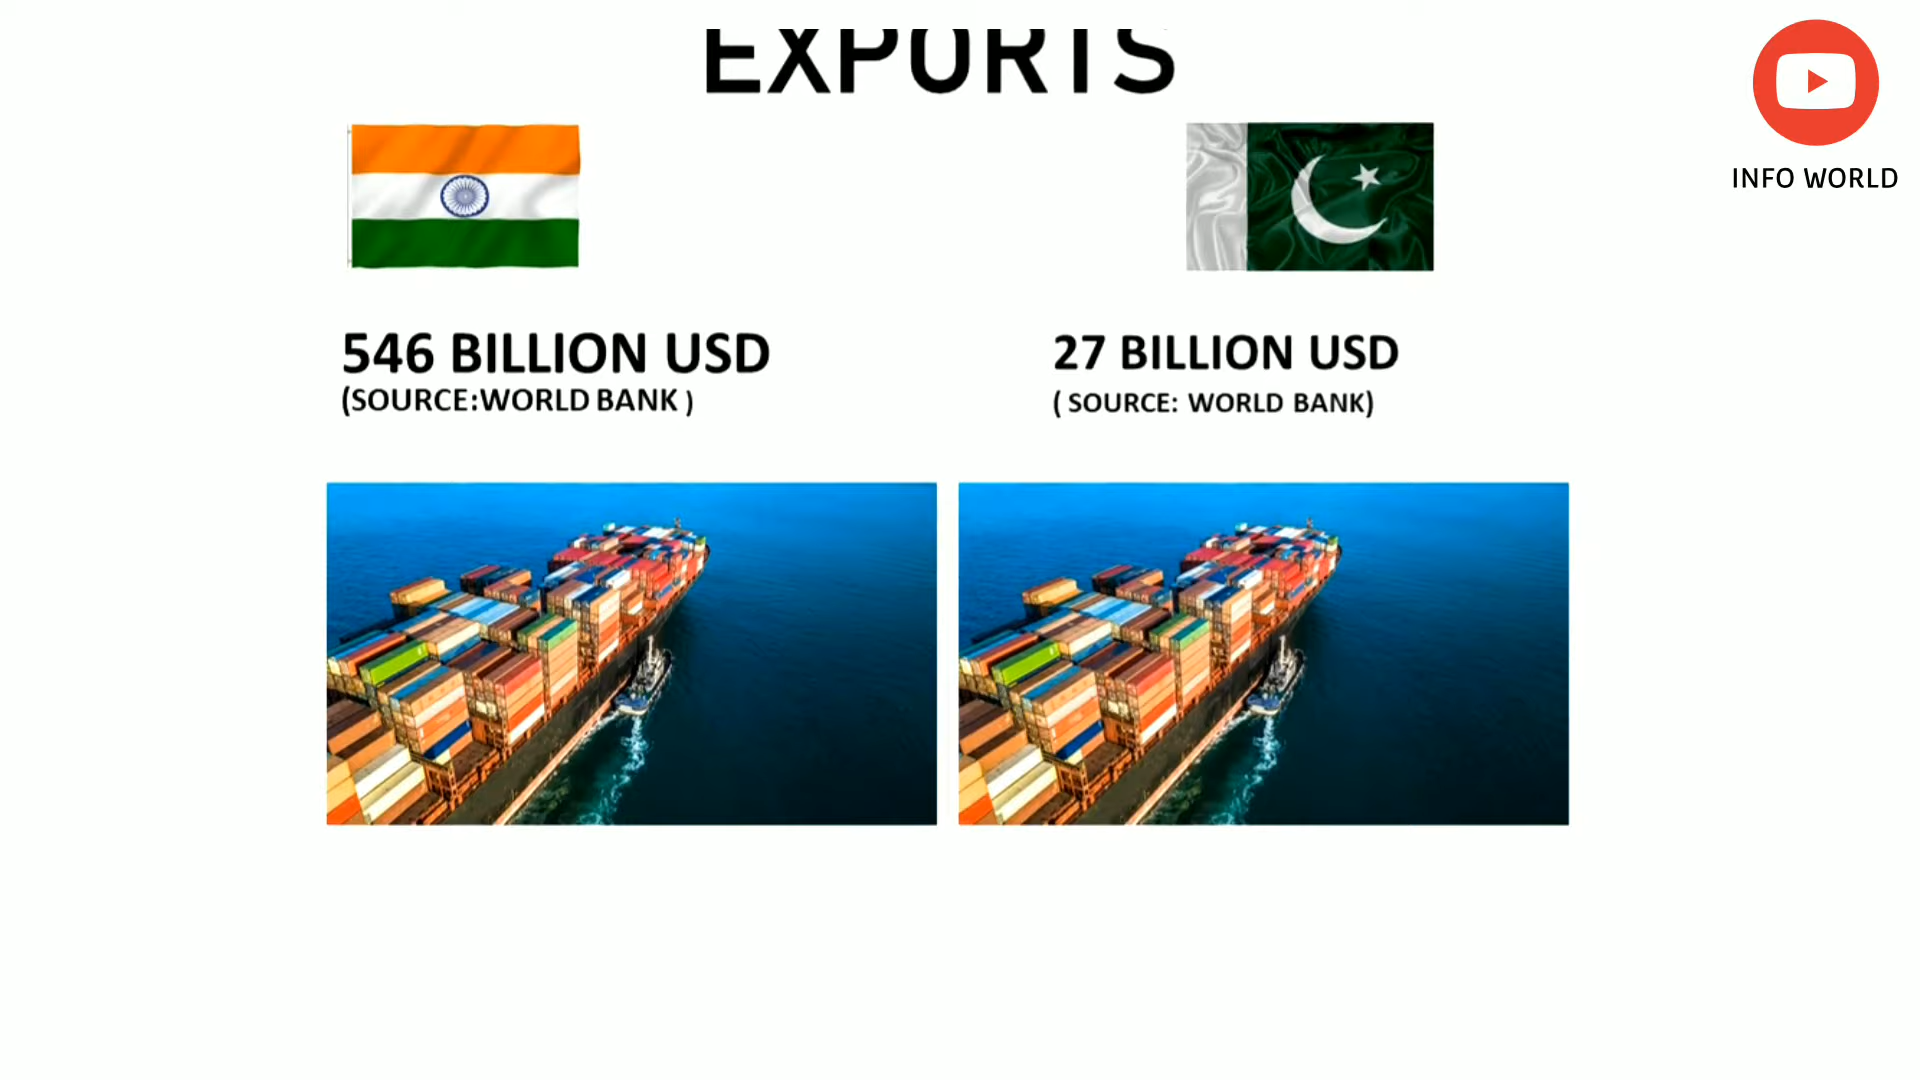 EXPORTS
INFO WORLD
546 BILLION USD
(SOURCE:WORLD BANK )
27 BILLION USD
( SOURCE: WORLD BANK)